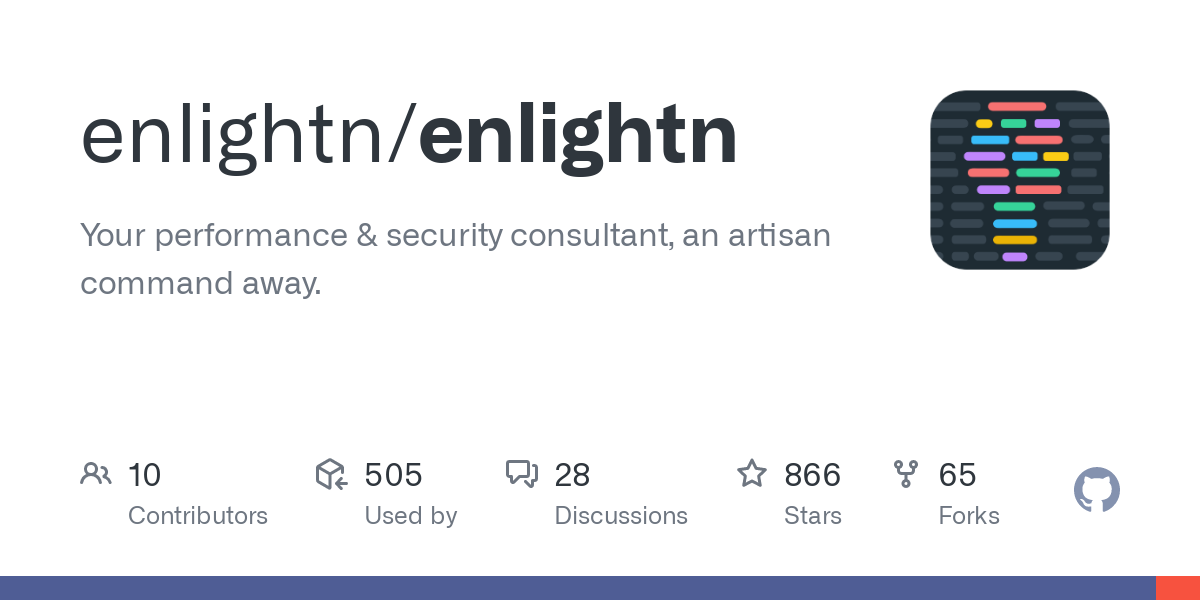 enlightn/enlightn
Your performance & security consultant, an artisan
command away.
10
Contributors
505
Used by
28
Discussions
866
Stars
65
Forks